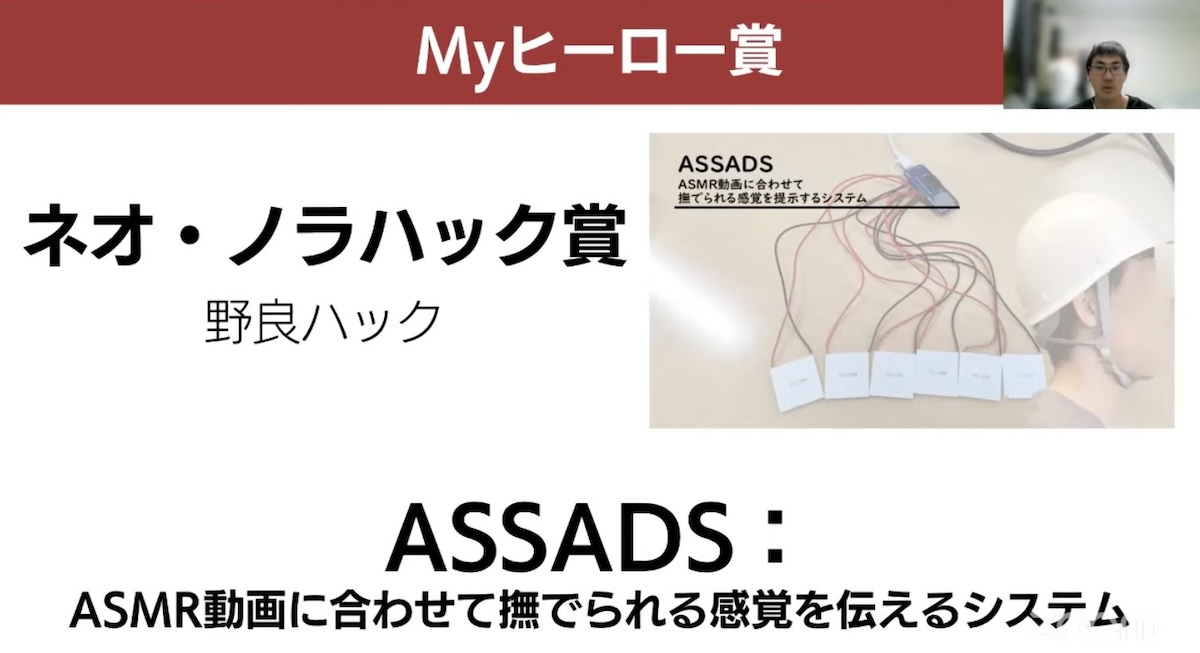 Myヒーロー賞
ネオ・ノラハック賞
野良ハック
ASSADS
ASMR動画に合わせて
撫でられる感覚を提示するシステム
ASSADS：
ASMR動画に合わせて撫でられる感覚を伝えるシステム